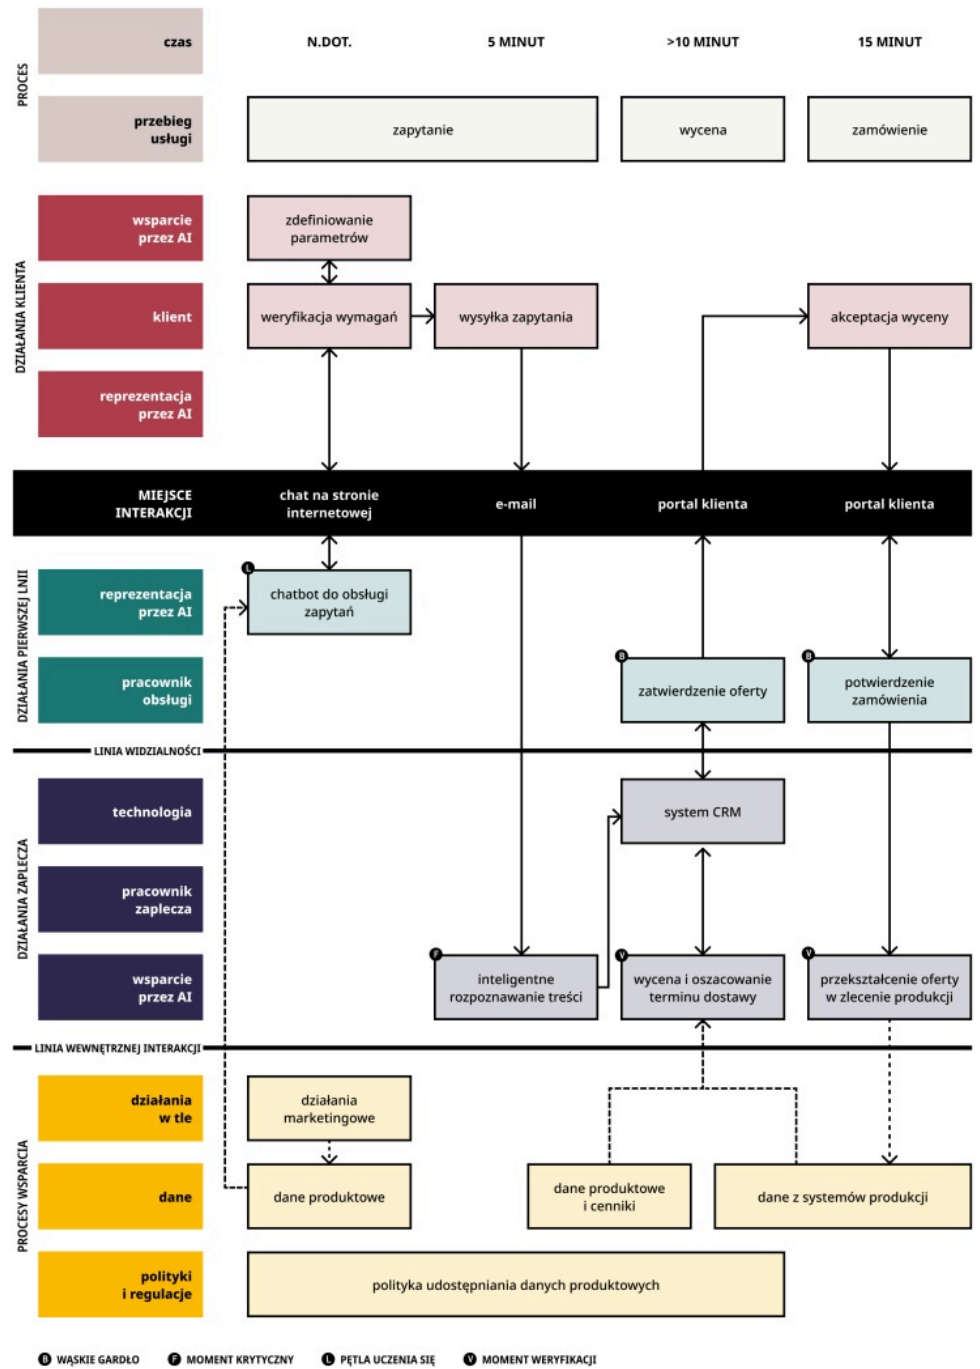 PROCES
czas
N.DOT.
5 MINUT
>10 MINUT
15 MINUT
przebieg
usługi
zapytanie
wycena
zamówienie
DZIAŁANIA KLIENTA
wsparcie
przez AI
zdefiniowanie
parametrów
klient
weryfikacja wymagań
wysyłka zapytania
akceptacja wyceny
reprezentacja
przez AI
MIEJSCE
INTERAKCJI
chat na stronie
internetowej
e-mail
portal klienta
portal klienta
DZIAŁANIA PIERWSZEJ LNII
reprezentacja
przez AI
L
chatbot do obsługi
zapytań
pracownik
obsługi
B
zatwierdzenie oferty
B
potwierdzenie
zamówienia
LINIA WIDZIALNOŚCI
DZIAŁANIA ZAPLECZA
technologia
system CRM
pracownik
zaplecza
wsparcie
przez AI
F
inteligentne
rozpoznawanie treści
V
wycena i oszacowanie
terminu dostawy
V
przekształcenie oferty
w zlecenie produkcji
LINIA WEWNĘTRZNEJ INTERAKCJI
PROCESY WSPARCIA
działania
w tle
działania
marketingowe
dane
dane produktowe
dane produktowe
i cenniki
dane z systemów produkcji
polityki
i regulacje
polityka udostępniania danych produktowych
B WĄSKIE GARDŁO
F MOMENT KRYTYCZNY
L PĘTLA UCZENIA SIĘ
V MOMENT WERYFIKACJI